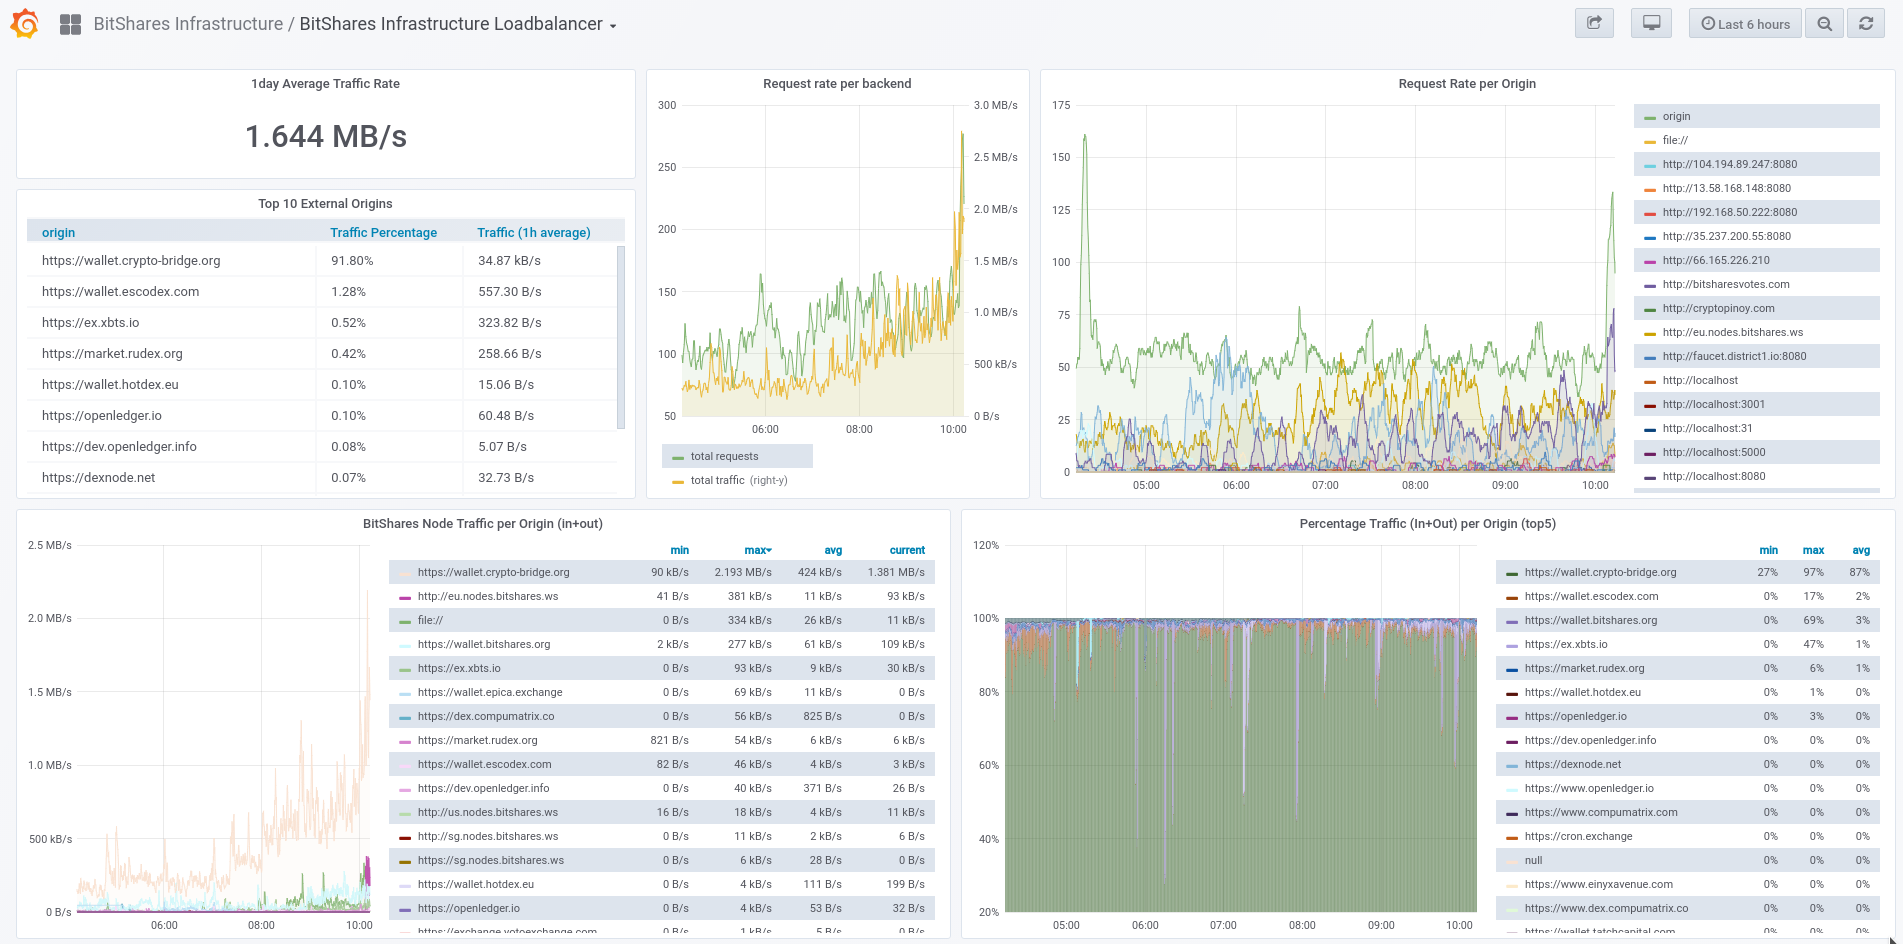 BitShares Infrastructure / BitShares Infrastructure Loadbalancer
Last 6 hours
1day Average Traffic Rate
1.644 MB/s
Top 10 External Origins
origin Traffic Percentage Traffic (1h average)
https://wallet.crypto-bridge.org 91.80% 34.87 kB/s
https://wallet.escodex.com 1.28% 557.30 B/s
https://ex.xbts.io 0.52% 323.82 B/s
https://market.rudex.org 0.42% 258.66 B/s
https://wallet.hotdex.eu 0.10% 15.06 B/s
https://openledger.io 0.10% 60.48 B/s
https://dev.openledger.info 0.08% 5.07 B/s
https://dexnode.net 0.07% 32.73 B/s
Request rate per backend
300 3.0 MB/s
250 2.5 MB/s
200 2.0 MB/s
1.5 MB/s
150 1.0 MB/s
100 500 kB/s
50 0 B/s
06:00 08:00 10:00
total requests
total traffic (right-y)
Request Rate per Origin
175
150
125
100
75
50
25
0
05:00 06:00 07:00 08:00 09:00 10:00
origin
file://
http://104.194.89.247:8080
http://13.58.168.148:8080
http://192.168.50.222:8080
http://35.237.200.55:8080
http://66.165.226.210
http://bitsharesvotes.com
http://cryptopinoy.com
http://eu.nodes.bitshares.ws
http://faucet.district1.io:8080
http://localhost
http://localhost:3001
http://localhost:31
http://localhost:5000
http://localhost:8080
BitShares Node Traffic per Origin (in+out)
2.5 MB/s
2.0 MB/s
1.5 MB/s
1.0 MB/s
500 kB/s
0 B/s
06:00 08:00 10:00
min max avg current
https://wallet.crypto-bridge.org 90 kB/s 2.193 MB/s 424 kB/s 1.381 MB/s
http://eu.nodes.bitshares.ws 41 B/s 381 kB/s 11 kB/s 93 kB/s
file:// 0 B/s 334 kB/s 26 kB/s 11 kB/s
https://wallet.bitshares.org 2 kB/s 277 kB/s 61 kB/s 109 kB/s
https://ex.xbts.io 0 B/s 93 kB/s 9 kB/s 30 kB/s
https://wallet.epica.exchange 0 B/s 69 kB/s 11 kB/s 0 B/s
https://dex.compumatrix.co 0 B/s 56 kB/s 825 B/s 0 B/s
https://market.rudex.org 821 B/s 54 kB/s 6 kB/s 6 kB/s
https://wallet.escodex.com 82 B/s 46 kB/s 4 kB/s 3 kB/s
https://dev.openledger.info 0 B/s 40 kB/s 371 B/s 26 B/s
http://us.nodes.bitshares.ws 16 B/s 18 kB/s 4 kB/s 11 kB/s
http://sg.nodes.bitshares.ws 0 B/s 11 kB/s 2 kB/s 6 B/s
https://sg.nodes.bitshares.ws 0 B/s 6 kB/s 28 B/s 0 B/s
https://wallet.hotdex.eu 0 B/s 4 kB/s 111 B/s 199 B/s
https://openledger.io 0 B/s 4 kB/s 53 B/s 32 B/s
https://exchange.votoexchange.com 0 B/s 1 kB/s 5 B/s 0 B/s
Percentage Traffic (In+Out) per Origin (top5)
120%
100%
80%
60%
40%
20%
05:00 06:00 07:00 08:00 09:00 10:00
min max avg
https://wallet.crypto-bridge.org 27% 97% 87%
https://wallet.escodex.com 0% 17% 2%
https://wallet.bitshares.org 0% 69% 3%
https://ex.xbts.io 0% 47% 1%
https://market.rudex.org 0% 6% 1%
https://wallet.hotdex.eu 0% 1% 0%
https://openledger.io 0% 3% 0%
https://dev.openledger.info 0% 0% 0%
https://dexnode.net 0% 0% 0%
https://www.openledger.io 0% 0% 0%
https://www.compumatrix.com 0% 0% 0%
https://cron.exchange 0% 0% 0%
null 0% 0% 0%
https://www.einyxavenue.com 0% 0% 0%
https://www.dex.compumatrix.co 0% 0% 0%
https://wallet.tatchcapital.com 0% 0% 0%